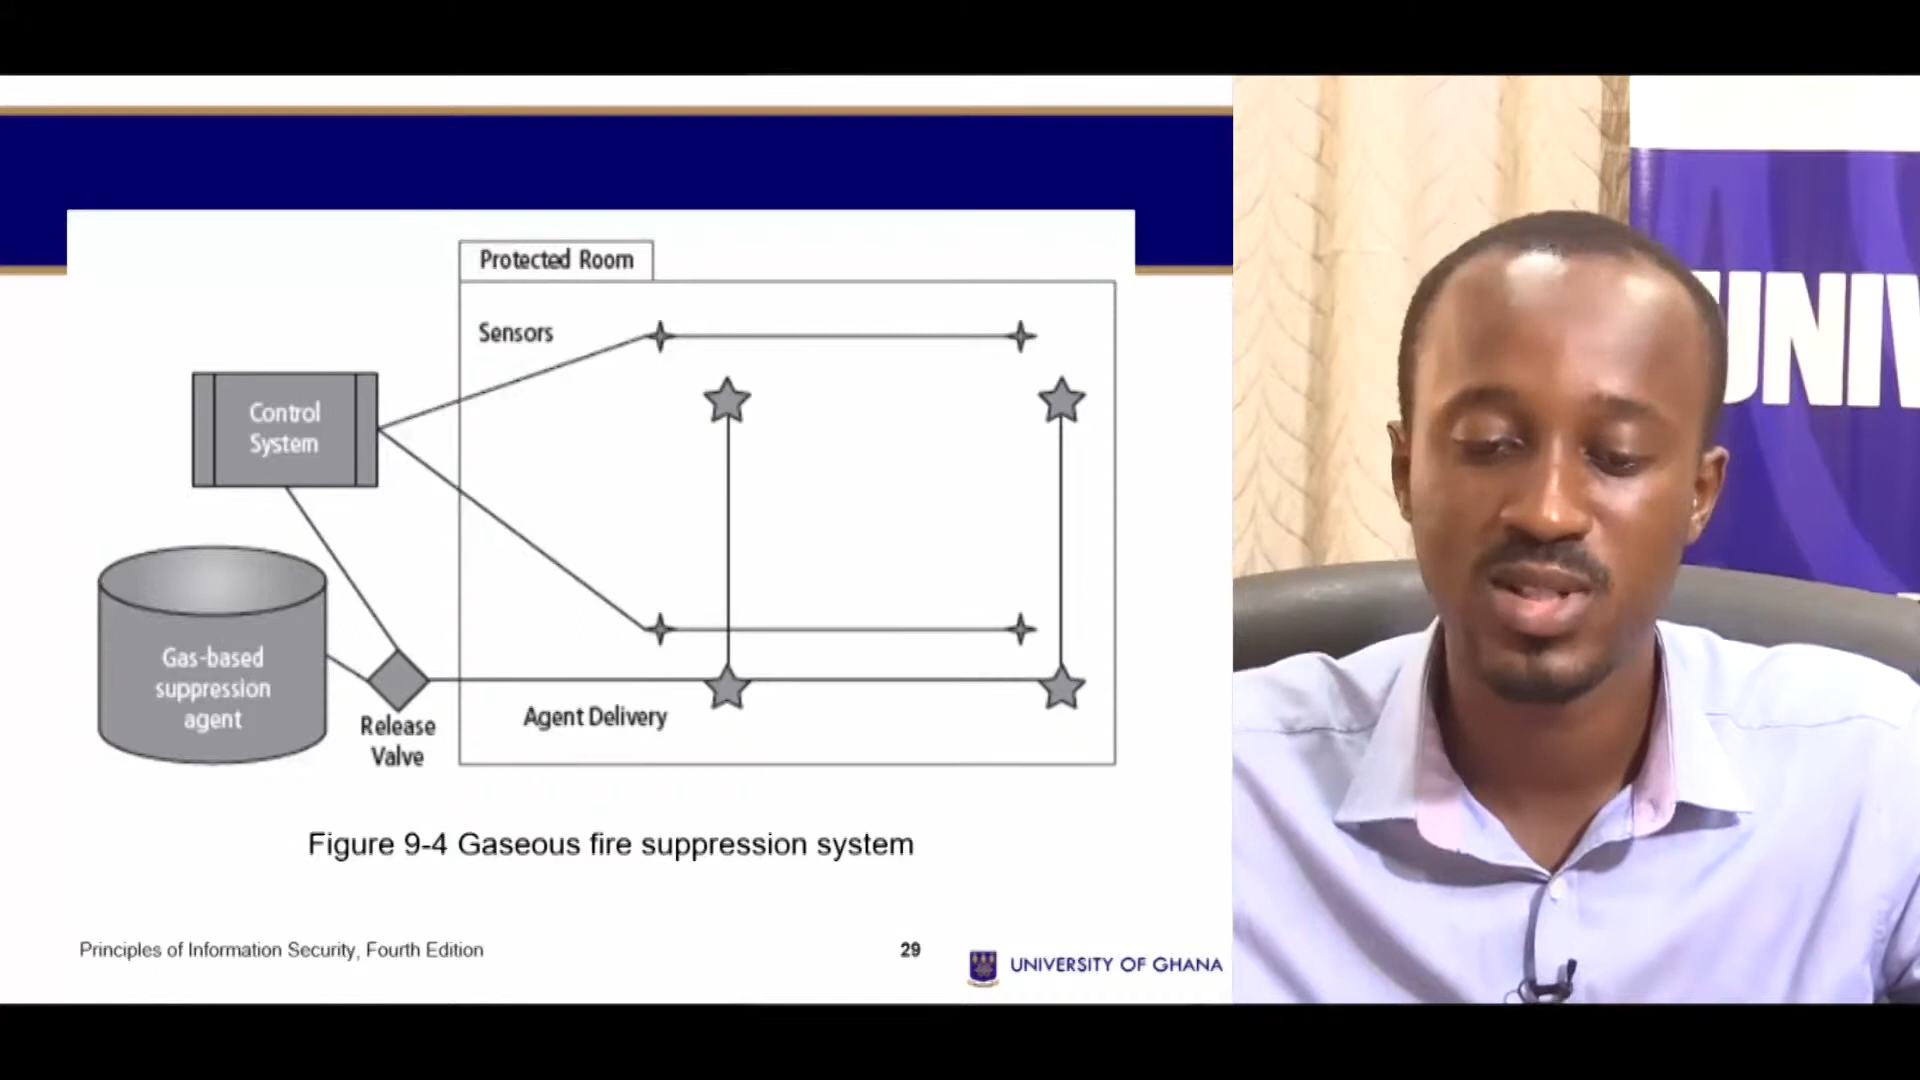 Protected Room
Sensors
Control
System
Gas-based
suppression
agent
Release
Valve
Agent Delivery
Figure 9-4 Gaseous fire suppression system
Principles of Information Security, Fourth Edition
29
UNIVERSITY OF GHANA
UNIV